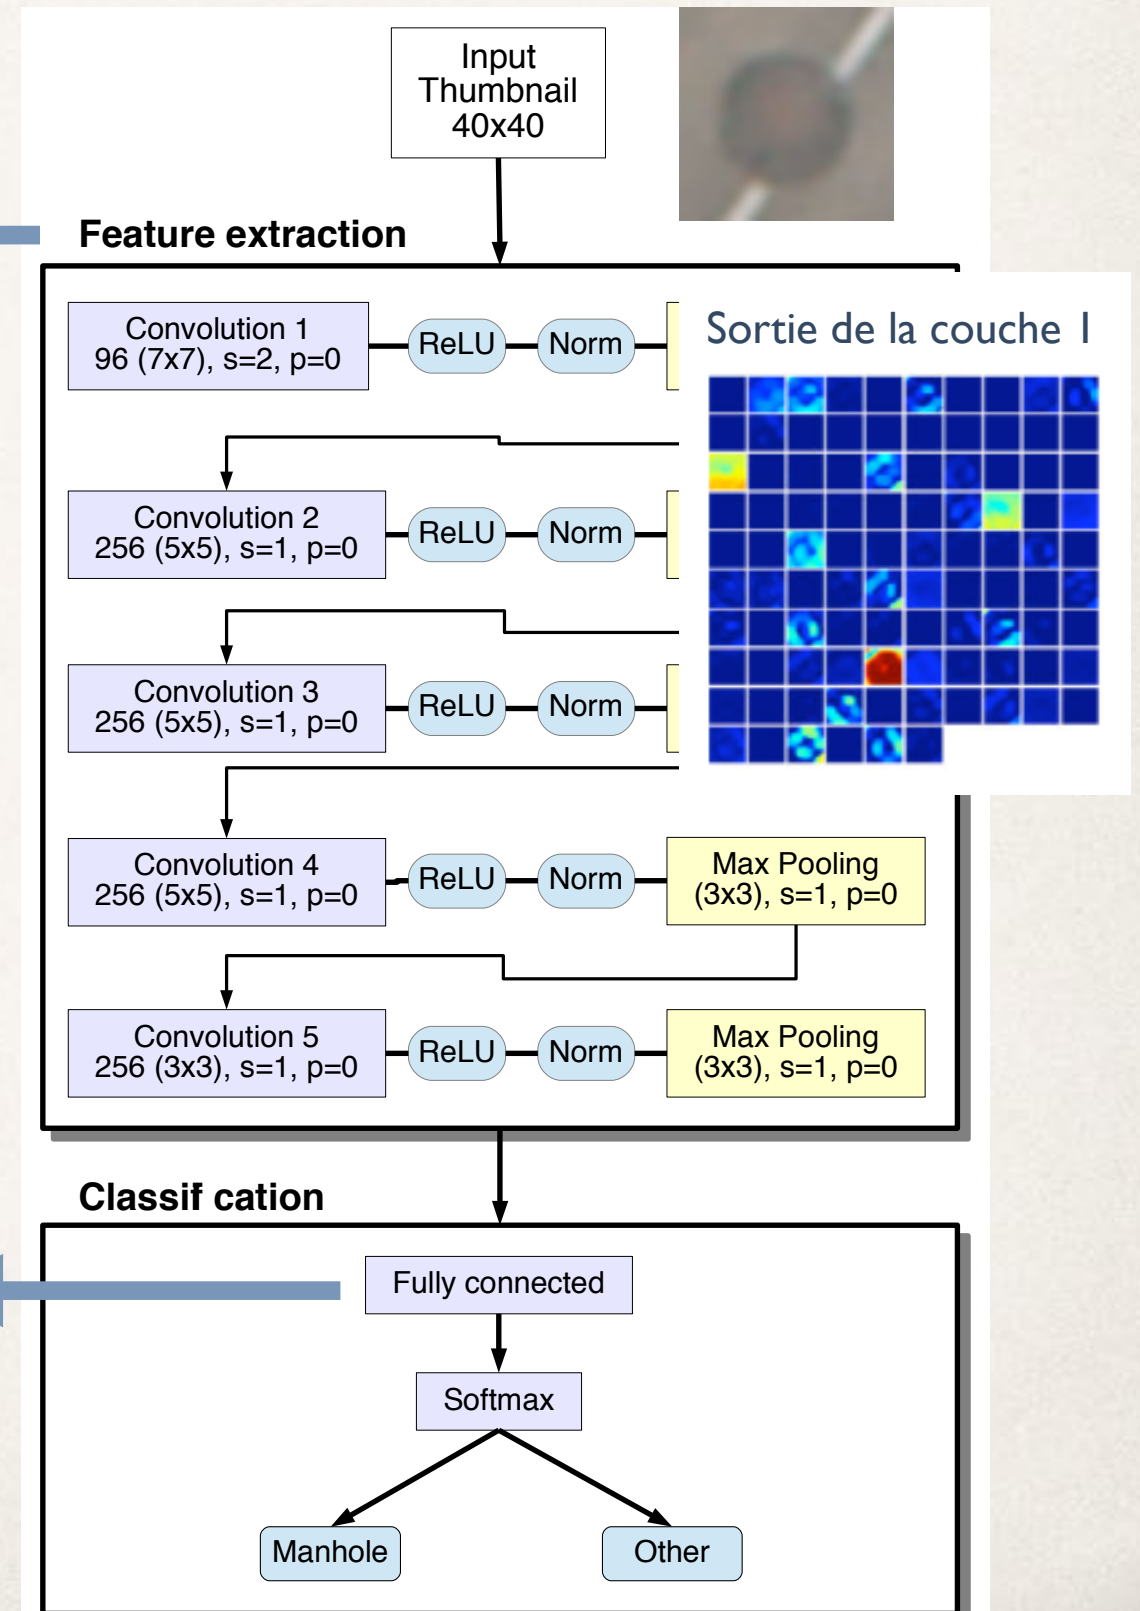 Input
Thumbnail
40x40
Feature extraction
Convolution 1
96 (7x7), s=2, p=0
ReLU
Norm
Sortie de la couche 1
Convolution 2
256 (5x5), s=1, p=0
ReLU
Norm
Convolution 3
256 (5x5), s=1, p=0
ReLU
Norm
Convolution 4
256 (5x5), s=1, p=0
ReLU
Norm
Max Pooling
(3x3), s=1, p=0
Convolution 5
256 (3x3), s=1, p=0
ReLU
Norm
Max Pooling
(3x3), s=1, p=0
Classif cation
Fully connected
Softmax
Manhole
Other